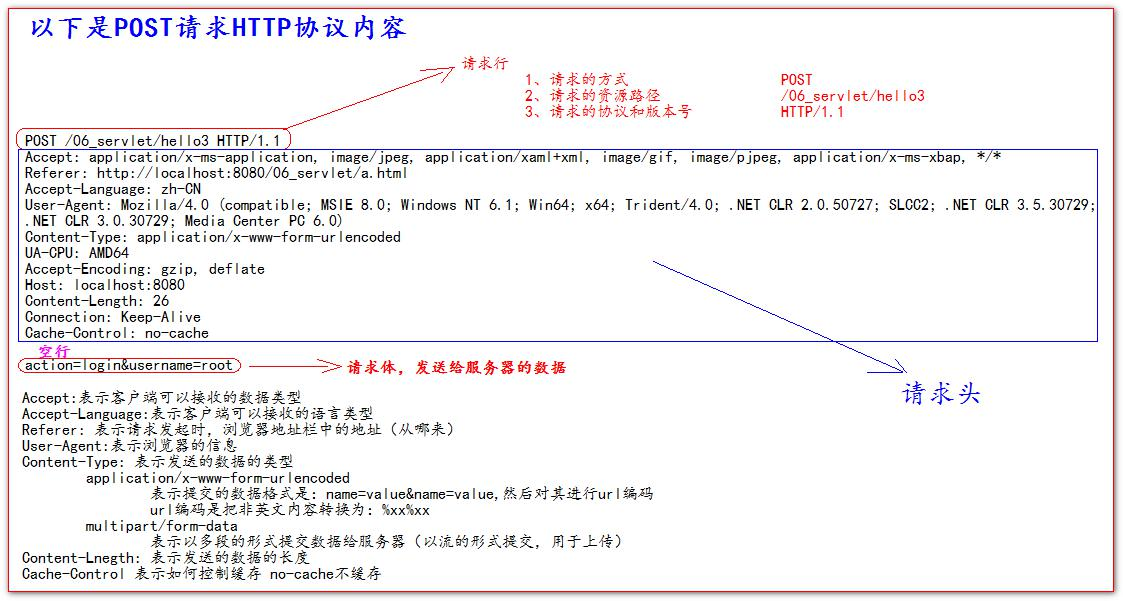 以下是POST请求HTTP协议内容
请求行
1、请求的方式 POST
2、请求的资源路径 /06_servlet/hello3
3、请求的协议和版本号 HTTP/1.1
POST /06_servlet/hello3 HTTP/1.1
Accept: application/x-ms-application, image/jpeg, application/xaml+xml, image/gif, image/pjpeg, application/x-ms-xbap, */*
Referer: http://localhost:8080/06_servlet/a.html
Accept-Language: zh-CN
User-Agent: Mozilla/4.0 (compatible; MSIE 8.0; Windows NT 6.1; Win64; x64; Trident/4.0; .NET CLR 2.0.50727; SLCC2; .NET CLR 3.5.30729;
.NET CLR 3.0.30729; Media Center PC 6.0)
Content-Type: application/x-www-form-urlencoded
UA-CPU: AMD64
Accept-Encoding: gzip, deflate
Host: localhost:8080
Content-Length: 26
Connection: Keep-Alive
Cache-Control: no-cache
空行
action=login&username=root
请求体，发送给服务器的数据
请求头
Accept:表示客户端可以接收的数据类型
Accept-Language:表示客户端可以接收的语言类型
Referer: 表示请求发起时，浏览器地址栏中的地址（从哪来）
User-Agent:表示浏览器的信息
Content-Type: 表示发送的数据的类型
application/x-www-form-urlencoded
表示提交的数据格式是：name=value&name=value,然后对其进行url编码
url编码是把非英文内容转换为：%xx%xx
multipart/form-data
表示以多段的形式提交数据给服务器（以流的形式提交，用于上传）
Content-Lnegth: 表示发送的数据的长度
Cache-Control 表示如何控制缓存 no-cache不缓存